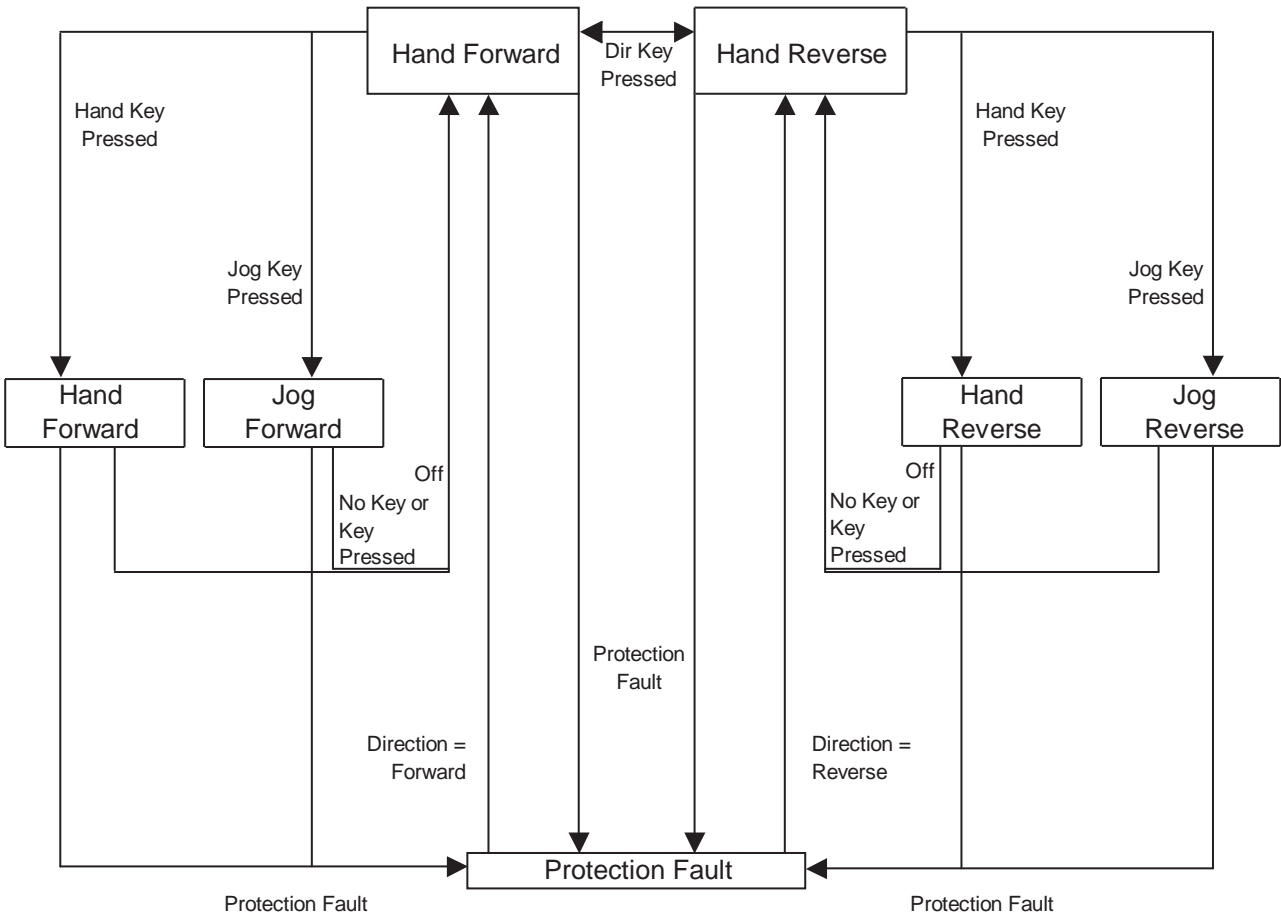 Hand Forward
Dir Key
Pressed
Hand Reverse
Hand Key
Pressed
Hand Key
Pressed
Jog Key
Pressed
Jog Key
Pressed
Hand
Forward
Jog
Forward
Hand
Reverse
Jog
Reverse
Off
No Key or
Key
Pressed
Off
No Key or
Key
Pressed
Protection
Fault
Direction =
Forward
Direction =
Reverse
Protection Fault
Protection Fault
Protection Fault